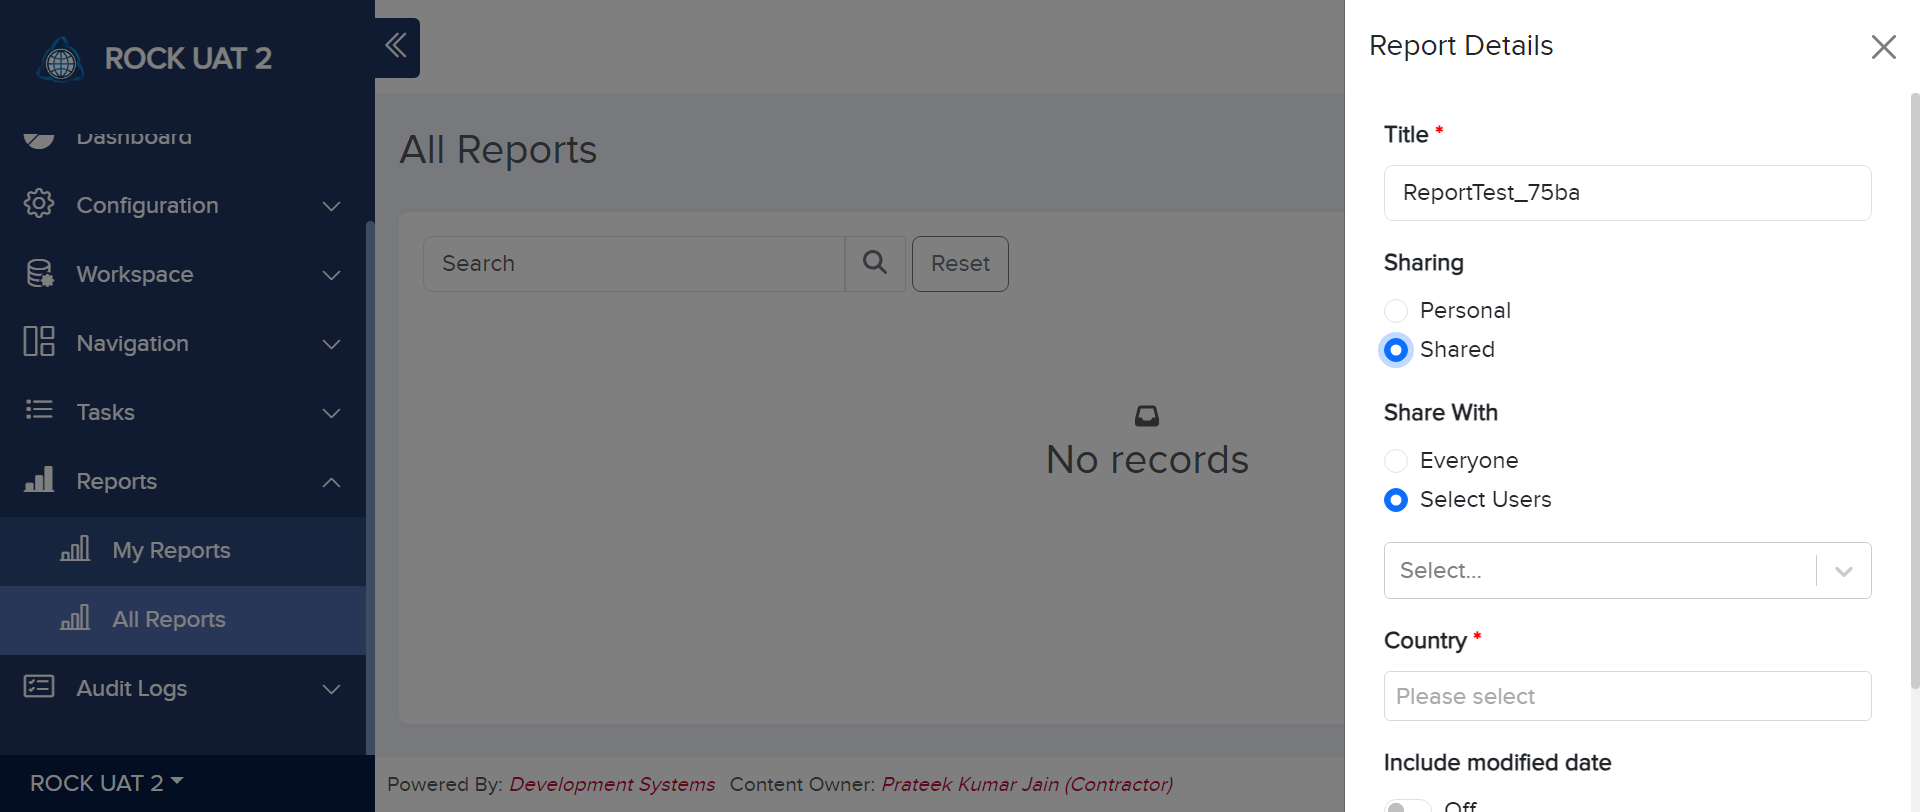 ROCK UAT 2
Dashboard
Configuration
Workspace
Navigation
Tasks
Reports
My Reports
All Reports
Audit Logs
ROCK UAT 2
All Reports
Search
Reset
No records
Powered By: Development Systems Content Owner: Prateek Kumar Jain (Contractor)
Report Details
Title *
ReportTest_75ba
Sharing
Personal
Shared
Share With
Everyone
Select Users
Select...
Country *
Please select
Include modified date
Off